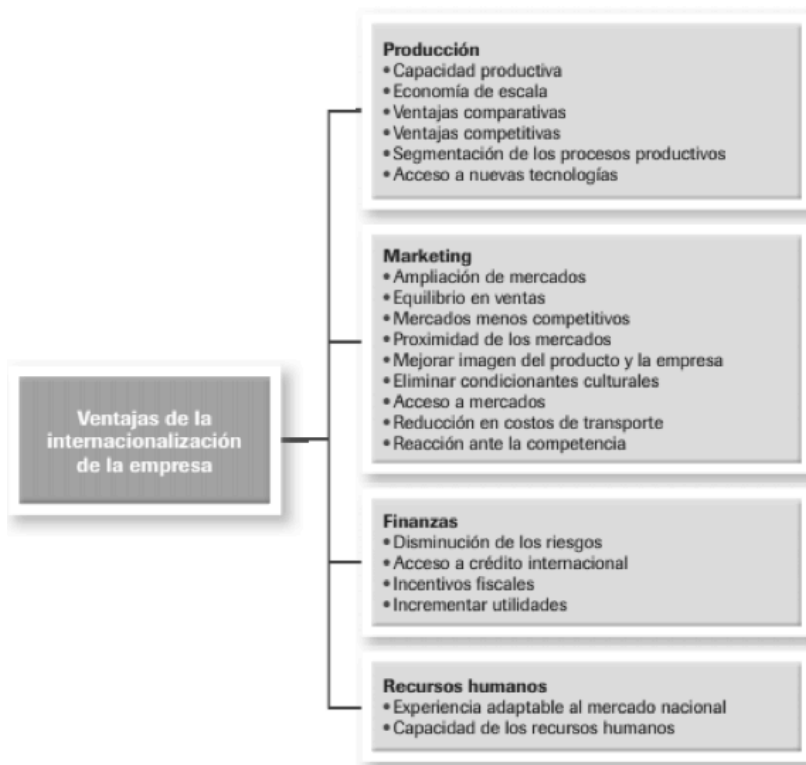 Producción
• Capacidad productiva
• Economía de escala
• Ventajas comparativas
• Ventajas competitivas
• Segmentación de los procesos productivos
• Acceso a nuevas tecnologías
Marketing
• Ampliación de mercados
• Equilibrio en ventas
• Mercados menos competitivos
• Proximidad de los mercados
• Mejorar imagen del producto y la empresa
• Eliminar condicionantes culturales
• Acceso a mercados
• Reducción en costos de transporte
• Reacción ante la competencia
Ventajas de la
internacionalización
de la empresa
Finanzas
• Disminución de los riesgos
• Acceso a crédito internacional
• Incentivos fiscales
• Incrementar utilidades
Recursos humanos
• Experiencia adaptable al mercado nacional
• Capacidad de los recursos humanos